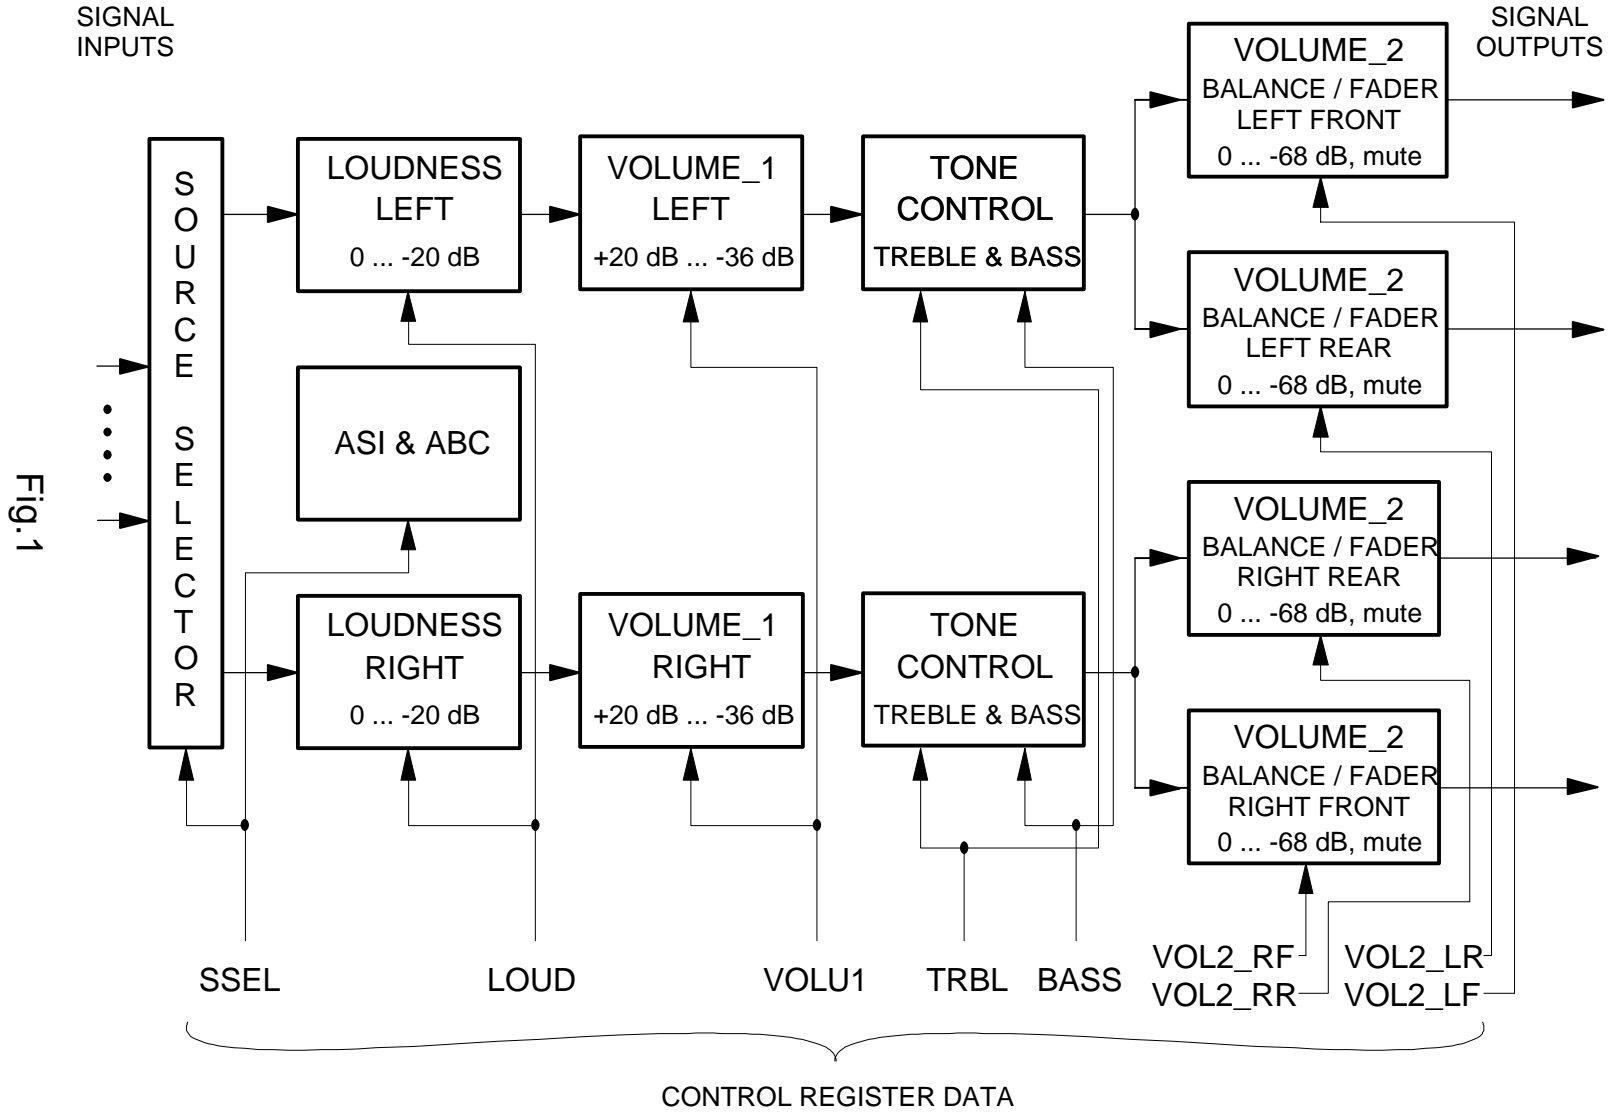 SIGNAL
INPUTS
SIGNAL
OUTPUTS
SOURCE SELECTOR
LOUDNESS
LEFT
0 ... -20 dB
VOLUME_1
LEFT
+20 dB ... -36 dB
TONE
CONTROL
TREBLE & BASS
VOLUME_2
BALANCE / FADER
LEFT FRONT
0 ... -68 dB, mute
VOLUME_2
BALANCE / FADER
LEFT REAR
0 ... -68 dB, mute
ASI & ABC
VOLUME_2
BALANCE / FADER
RIGHT REAR
0 ... -68 dB, mute
LOUDNESS
RIGHT
0 ... -20 dB
VOLUME_1
RIGHT
+20 dB ... -36 dB
TONE
CONTROL
TREBLE & BASS
VOLUME_2
BALANCE / FADER
RIGHT FRONT
0 ... -68 dB, mute
Fig.1
SSEL
LOUD
VOLU1
TRBL
BASS
VOL2_RF
VOL2_LR
VOL2_RR
VOL2_LF
CONTROL REGISTER DATA